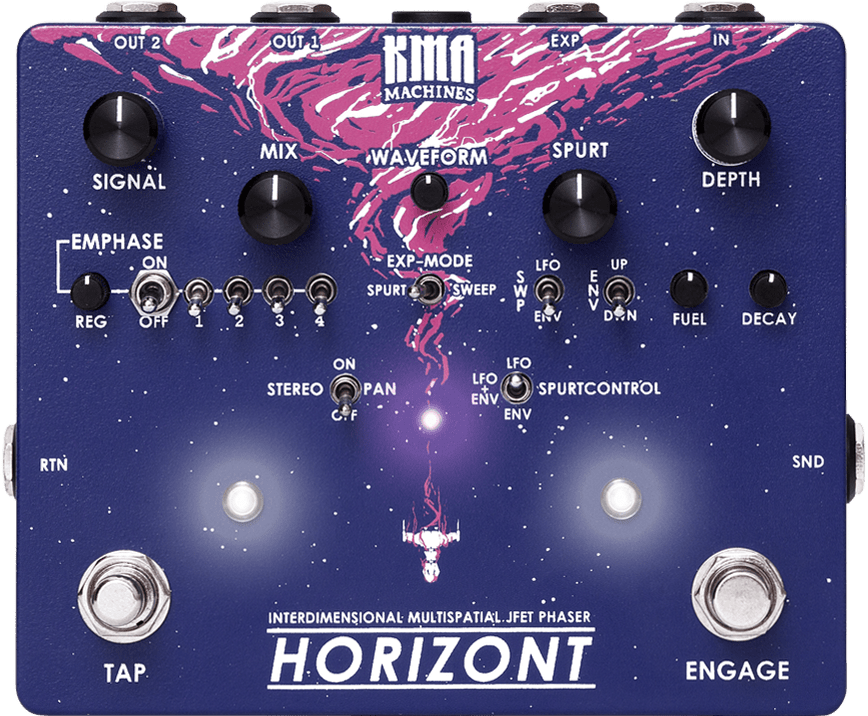 OUT 2
OUT 1
EXP
IN
KMA
MACHINES
SIGNAL
MIX
WAVEFORM
SPURT
DEPTH
EMPHASE
REG
ON
OFF
1
2
3
4
EXP-MODE
SPURT
SWEEP
SWP
LFO
ENV
ENV
UP
DWN
FUEL
DECAY
STEREO
ON
OFF
PAN
LFO
LFO
+
ENV
ENV
SPURTCONTROL
RTN
SND
INTERDIMENSIONAL MULTISPATIAL JFET PHASER
HORIZONT
TAP
ENGAGE